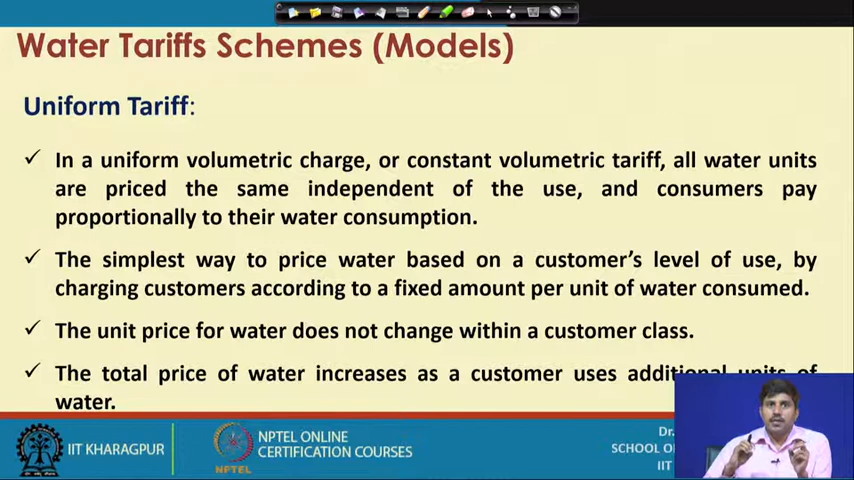 Water Tariffs Schemes (Models)
Uniform Tariff:
✓ In a uniform volumetric charge, or constant volumetric tariff, all water units
are priced the same independent of the use, and consumers pay
proportionally to their water consumption.
✓ The simplest way to price water based on a customer's level of use, by
charging customers according to a fixed amount per unit of water consumed.
✓ The unit price for water does not change within a customer class.
✓ The total price of water increases as a customer uses additional units of
water.
IIT KHARAGPUR
NPTEL
NPTEL ONLINE
CERTIFICATION COURSES
Dr.
SCHOOL OF
IIT